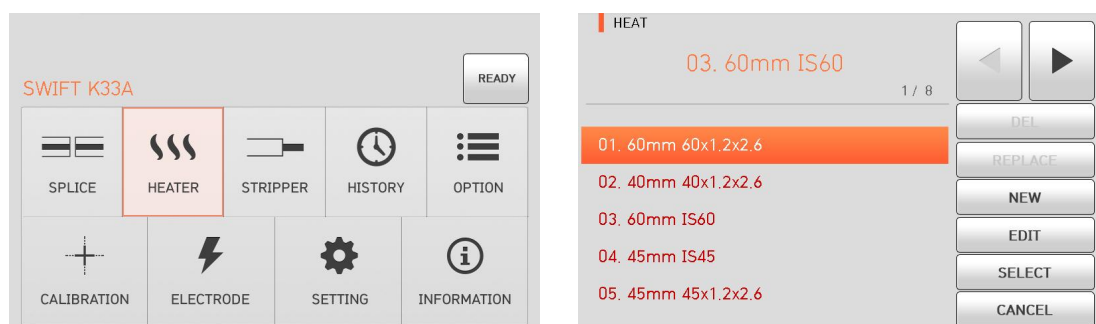 READY
SWIFT K33A
SPLICE
HEATER
STRIPPER
HISTORY
OPTION
CALIBRATION
ELECTRODE
SETTING
INFORMATION
HEAT
03. 60mm IS60
1 / 8
01. 60mm 60x1.2x2.6
02. 40mm 40x1.2x2.6
03. 60mm IS60
04. 45mm IS45
05. 45mm 45x1.2x2.6
DEL
REPLACE
NEW
EDIT
SELECT
CANCEL